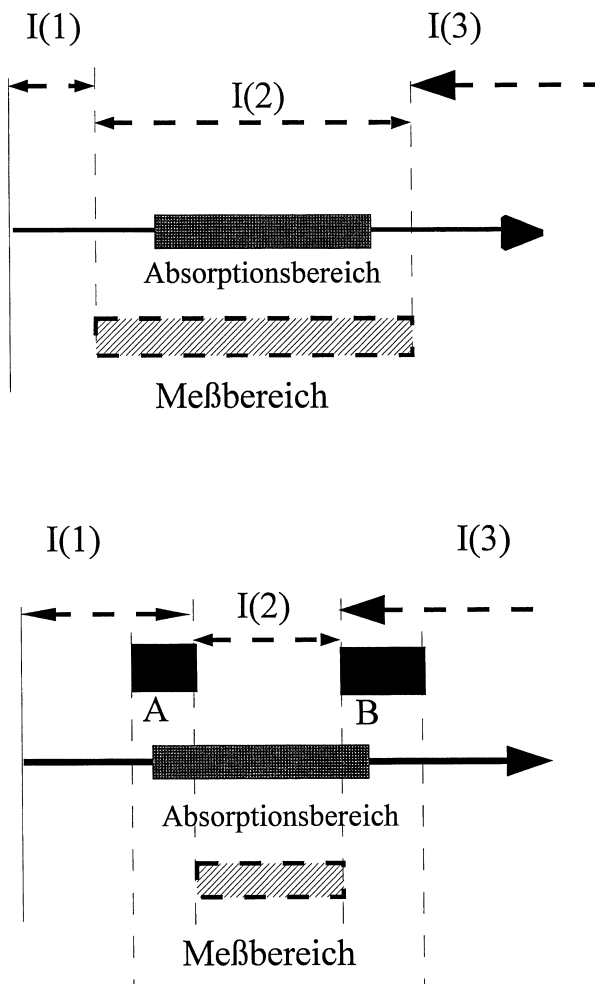 I(1)
I(3)
I(2)
Absorptionsbereich
Meßbereich
I(1)
I(3)
I(2)
A
B
Absorptionsbereich
Meßbereich